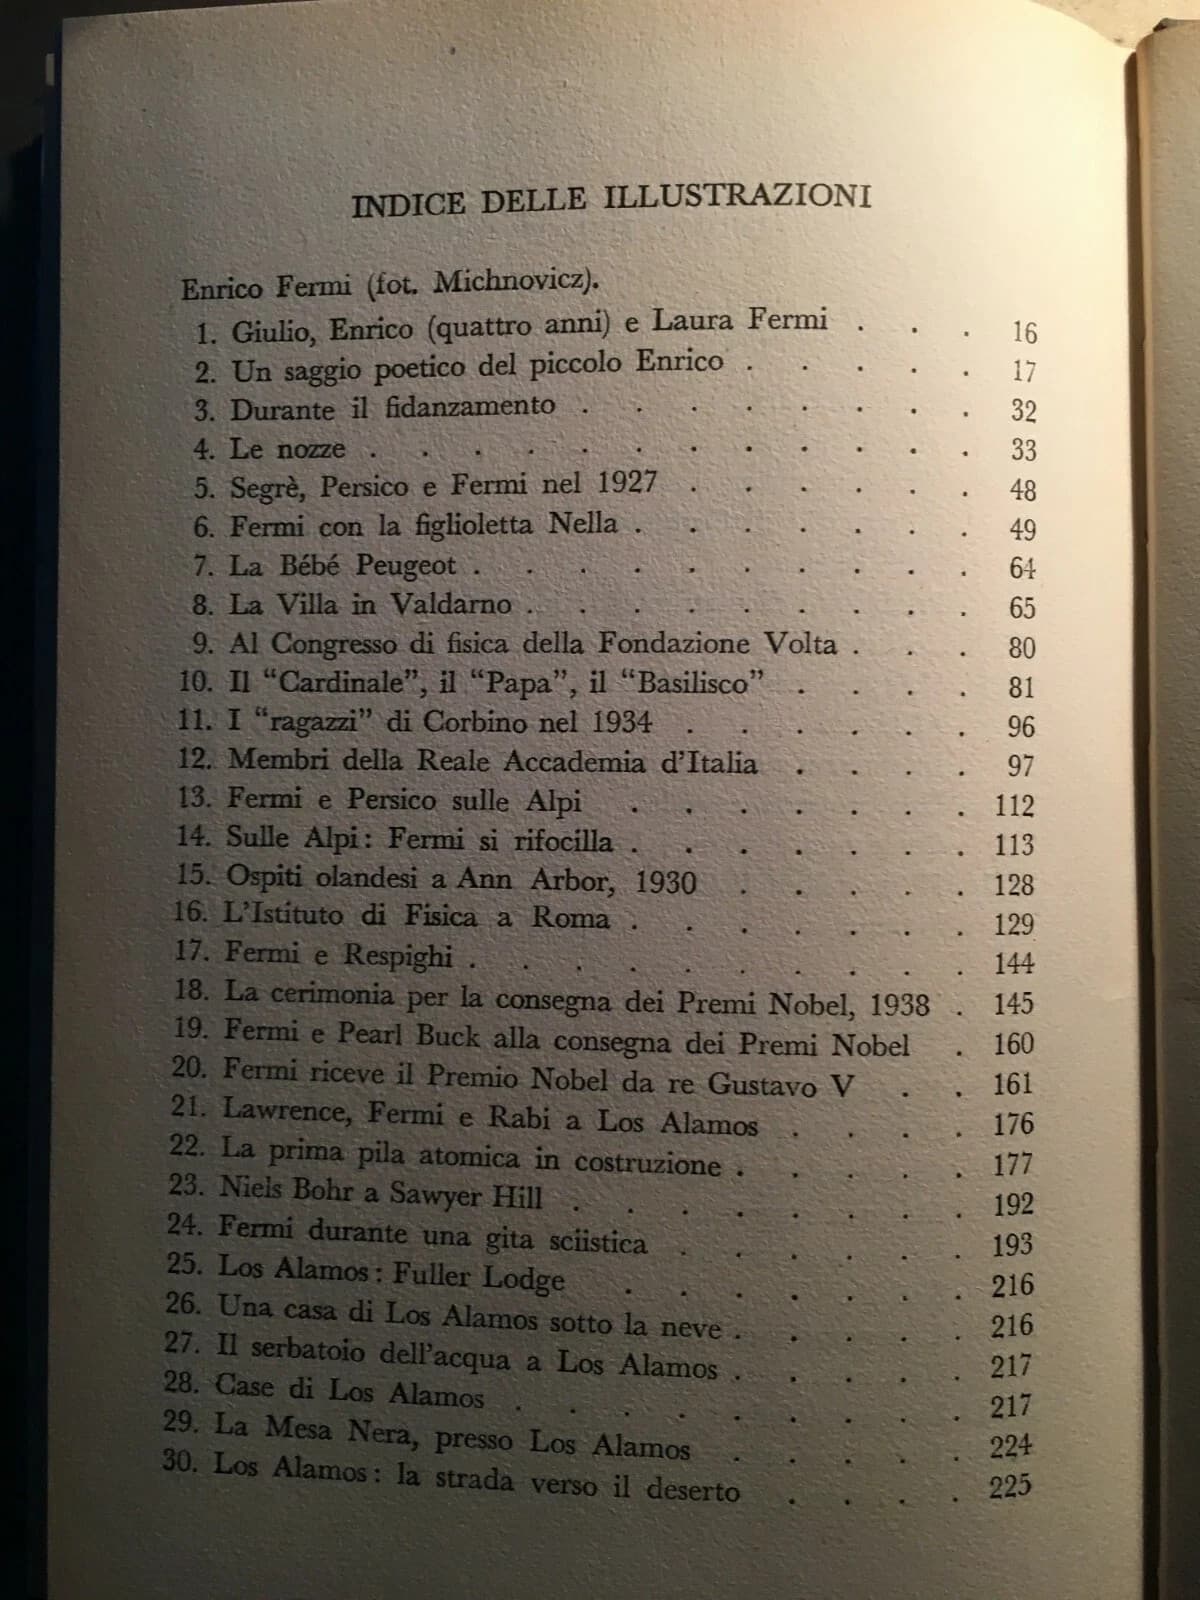 INDICE DELLE ILLUSTRAZIONI
Enrico Fermi (fot. Michnovicz).
1. Giulio, Enrico (quattro anni) e Laura Fermi . . . 16
2. Un saggio poetico del piccolo Enrico . . . . . 17
3. Durante il fidanzamento . . . . . . . . 32
4. Le nozze . . . . . . . . . . . . 33
5. Segrè, Persico e Fermi nel 1927 . . . . . . 48
6. Fermi con la figlioletta Nella . . . . . . . 49
7. La Bébé Peugeot . . . . . . . . . . 64
8. La Villa in Valdarno . . . . . . . . . 65
9. Al Congresso di fisica della Fondazione Volta . . . 80
10. Il “Cardinale”, il “Papa”, il “Basilisco” . . . . 81
11. I “ragazzi” di Corbino nel 1934 . . . . . . 96
12. Membri della Reale Accademia d'Italia . . . . 97
13. Fermi e Persico sulle Alpi . . . . . . . 112
14. Sulle Alpi: Fermi si rifocilla . . . . . . . 113
15. Ospiti olandesi a Ann Arbor, 1930 . . . . . 128
16. L'Istituto di Fisica a Roma . . . . . . . 129
17. Fermi e Respighi . . . . . . . . . . 144
18. La cerimonia per la consegna dei Premi Nobel, 1938 . 145
19. Fermi e Pearl Buck alla consegna dei Premi Nobel . 160
20. Fermi riceve il Premio Nobel da re Gustavo V . . 161
21. Lawrence, Fermi e Rabi a Los Alamos . . . . 176
22. La prima pila atomica in costruzione . . . . . 177
23. Niels Bohr a Sawyer Hill . . . . . . . . 192
24. Fermi durante una gita sciistica . . . . . . 193
25. Los Alamos: Fuller Lodge . . . . . . . 216
26. Una casa di Los Alamos sotto la neve . . . . . 216
27. Il serbatoio dell'acqua a Los Alamos . . . . . 217
28. Case di Los Alamos . . . . . . . . . 217
29. La Mesa Nera, presso Los Alamos . . . . . 224
30. Los Alamos: la strada verso il deserto . . . . 225